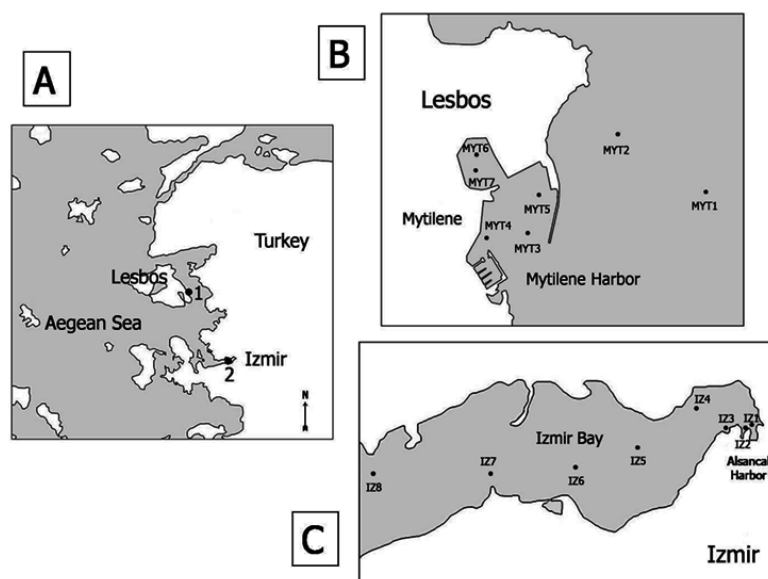 A
Turkey
Lesbos
1
Aegean Sea
Izmir
2
N
B
Lesbos
MYT6
MYT2
MYT7
MYT1
MYT5
Mytilene
MYT4
MYT3
Mytilene Harbor
IZ4
IZ3
IZ1
IZ2
Izmir Bay
IZ5
Alsancak
Harbor
IZ7
IZ6
IZ8
C
Izmir